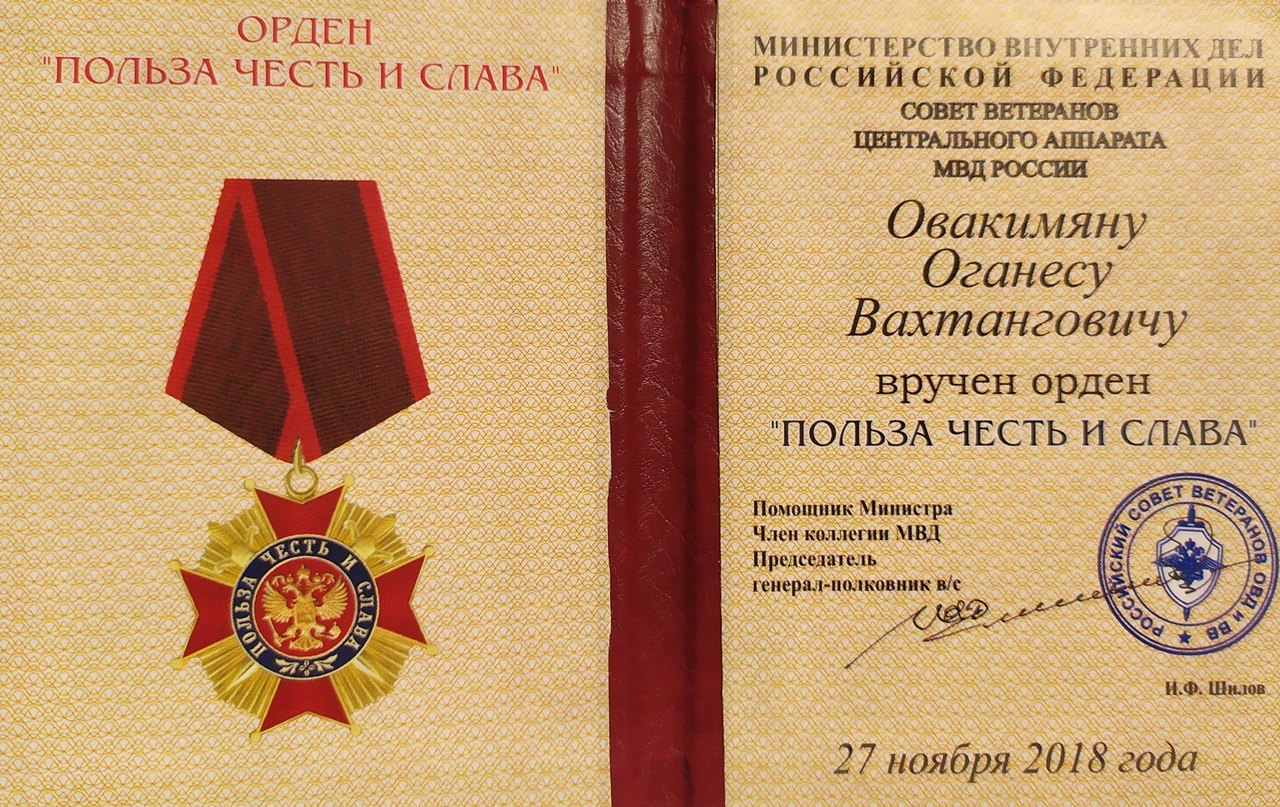 ОРДЕН
"ПОЛЬЗА ЧЕСТЬ И СЛАВА"
ПОЛЬЗА ЧЕСТЬ И СЛАВА
МИНИСТЕРСТВО ВНУТРЕННИХ ДЕЛ
РОССИЙСКОЙ ФЕДЕРАЦИИ
СОВЕТ ВЕТЕРАНОВ
ЦЕНТРАЛЬНОГО АППАРАТА
МВД РОССИИ
Овакимяну
Оганесу
Вахтанговичу
вручен орден
"ПОЛЬЗА ЧЕСТЬ И СЛАВА"
Помощник Министра
Член коллегии МВД
Председатель
генерал-полковник в/с
РОССИЙСКИЙ СОВЕТ ВЕТЕРАНОВ ОВД и ВВ
И.Ф. Шилов
27 ноября 2018 года